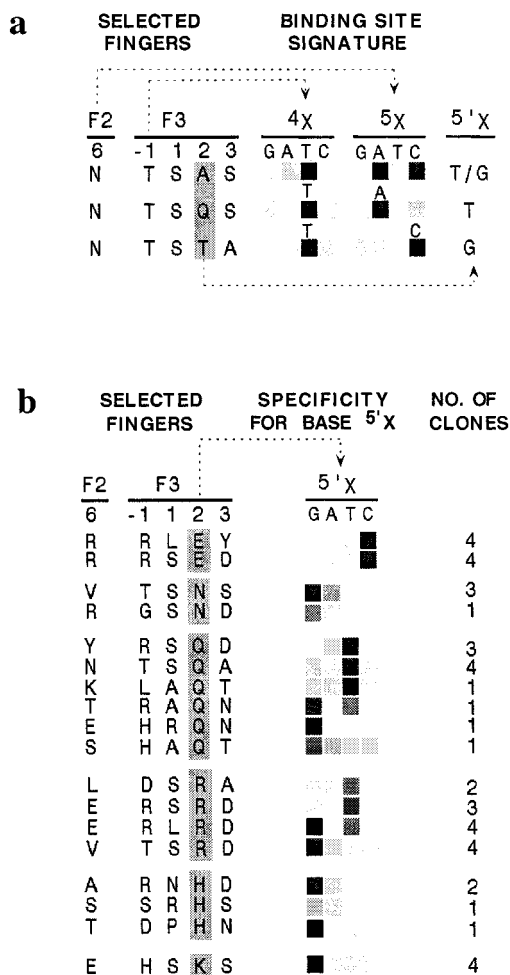 a
SELECTED FINGERS BINDING SITE SIGNATURE
F2 F3 4X 5X 5'X
6 -1 1 2 3 G A T C G A T C
N T S A S T/G
T A
N T S Q S T
T C
N T S T A G
b
SELECTED FINGERS SPECIFICITY FOR BASE 5'X NO. OF CLONES
F2 F3 5'X
6 -1 1 2 3 G A T C
R R L E Y 4
R R S E D 4
V T S N S 3
R G S N D 1
Y R S Q D 3
N T S Q A 4
K L A Q T 1
T R A Q N 1
E H R Q N 1
S H A Q T 1
L D S R A 2
E R S R D 3
E R L R D 4
V T S R D 4
A R N H D 2
S S R H S 1
T D P H N 1
E H S K S 4